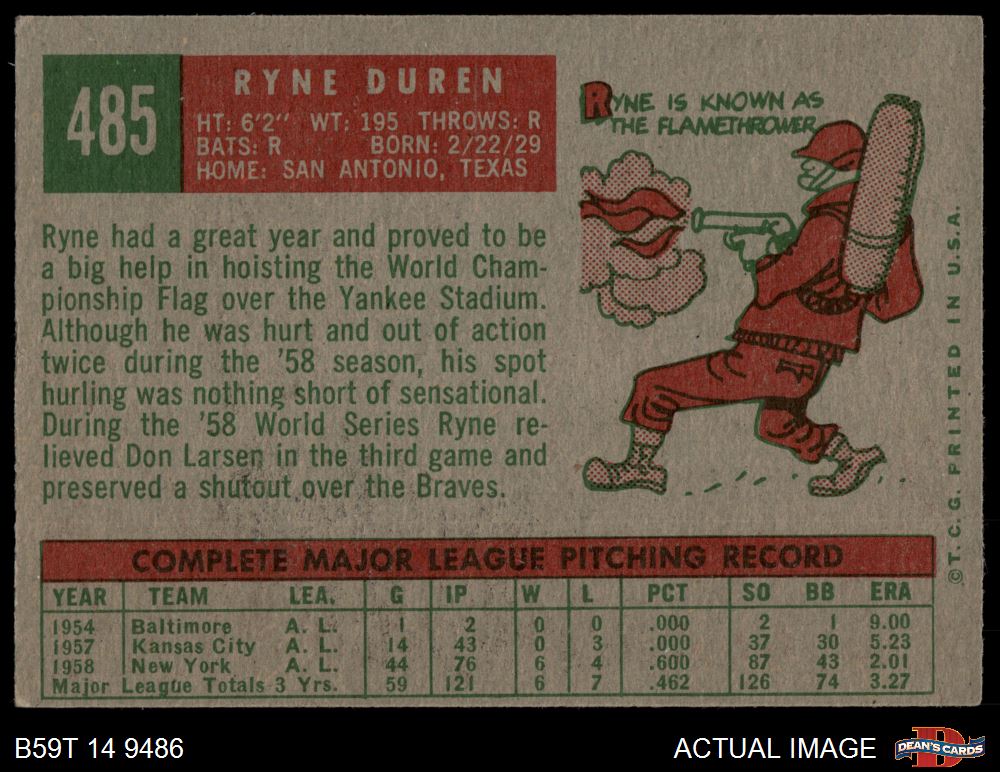 485
RYNE DUREN
HT: 6'2" WT: 195 THROWS: R
BATS: R BORN: 2/22/29
HOME: SAN ANTONIO, TEXAS
RYNE IS KNOWN AS
THE FLAMETHROWER
Ryne had a great year and proved to be
a big help in hoisting the World Cham-
pionship Flag over the Yankee Stadium.
Although he was hurt and out of action
twice during the '58 season, his spot
hurling was nothing short of sensational.
During the '58 World Series Ryne re-
lieved Don Larsen in the third game and
preserved a shutout over the Braves.
©T.C.G. PRINTED IN U.S.A.
COMPLETE MAJOR LEAGUE PITCHING RECORD
YEAR TEAM LEA. G IP W L PCT SO BB ERA
1954 Baltimore A. L. 1 2 0 0 .000 2 1 9.00
1957 Kansas City A. L. 14 43 0 3 .000 37 30 5.23
1958 New York A. L. 44 76 6 4 .600 87 43 2.01
Major League Totals 3 Yrs. 59 121 6 7 .462 126 74 3.27
B59T 14 9486
ACTUAL IMAGE
DEAN'S CARDS